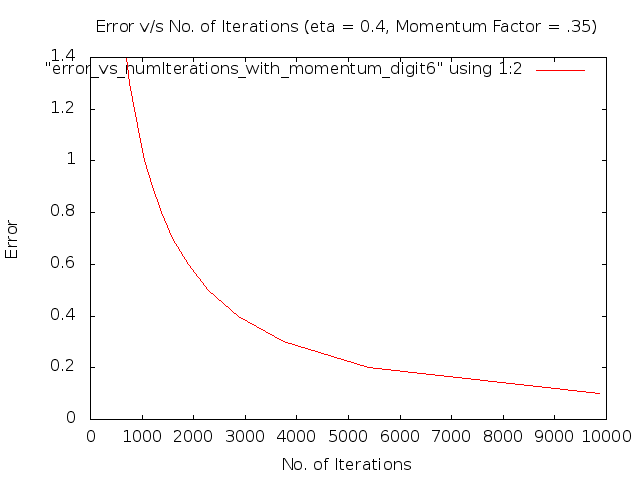 Error v/s No. of Iterations (eta = 0.4, Momentum Factor = .35)
1.4
"error_vs_numIterations_with_momentum_digit6" using 1:2
1.2
1
0.8
Error
0.6
0.4
0.2
0
0 1000 2000 3000 4000 5000 6000 7000 8000 9000 10000
No. of Iterations